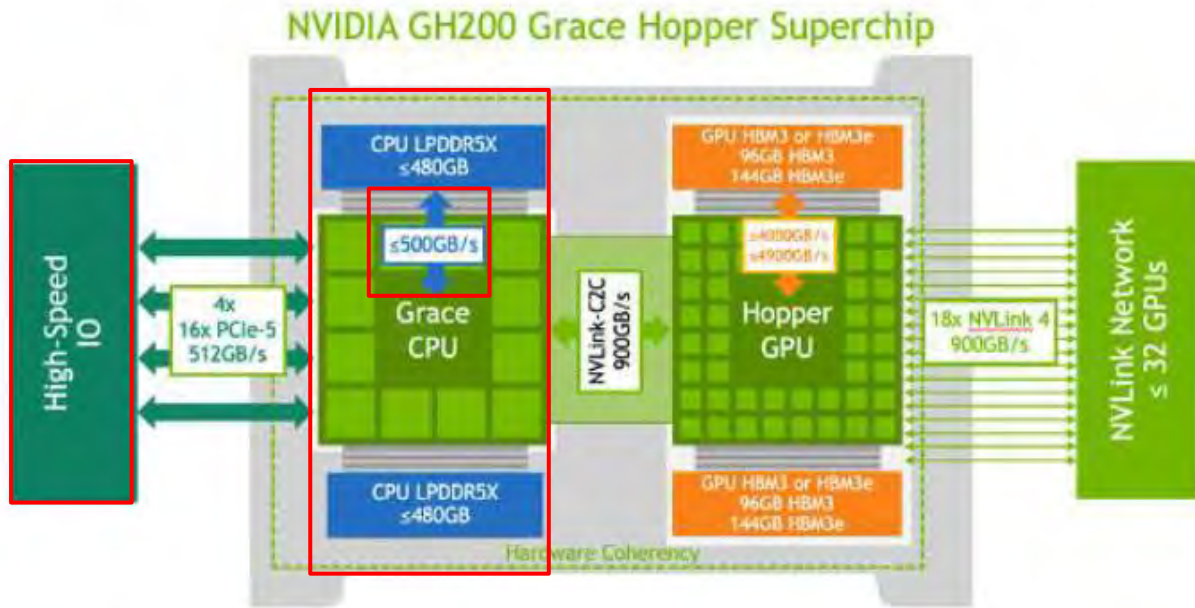 NVIDIA GH200 Grace Hopper Superchip
CPU LPDDR5X
≤480GB
GPU HBM3 or HBM3e
96GB HBM3
144GB HBM3e
High-Speed
IO
4x
16x PCIe-5
512GB/s
≤500GB/s
Grace
CPU
NVLink-C2C
900GB/s
≤4000GB/s
≤4900GB/s
Hopper
GPU
18x NVLink 4
900GB/s
NVLink Network
≤ 32 GPUs
CPU LPDDR5X
≤480GB
GPU HBM3 or HBM3e
96GB HBM3
144GB HBM3e
Hardware Coherency